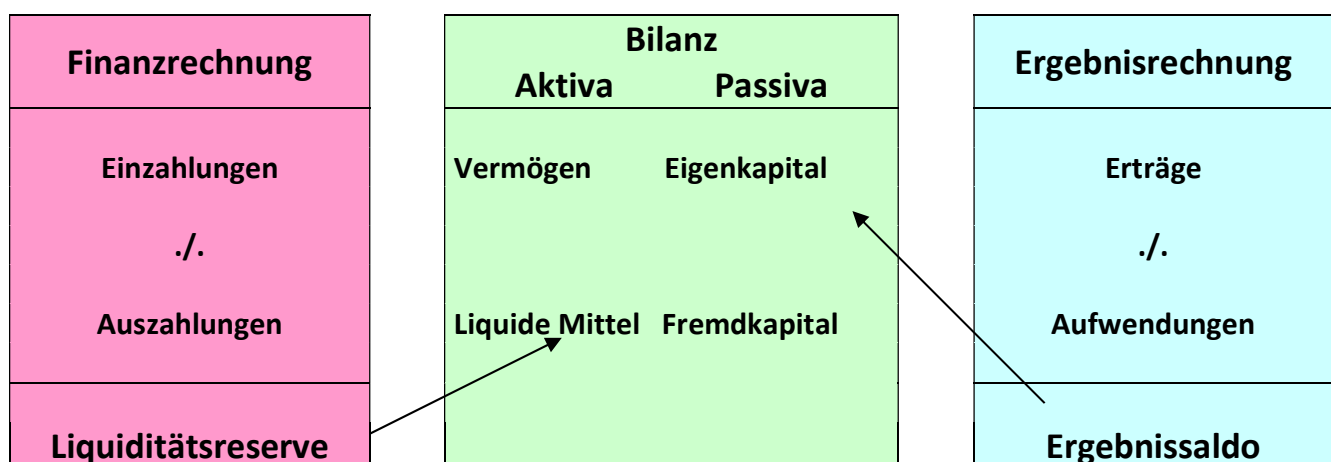 Finanzrechnung
Einzahlungen
./.
Auszahlungen
Liquiditätsreserve
Bilanz
Aktiva Passiva
Vermögen Eigenkapital
Liquide Mittel Fremdkapital
Ergebnisrechnung
Erträge
./.
Aufwendungen
Ergebnissaldo